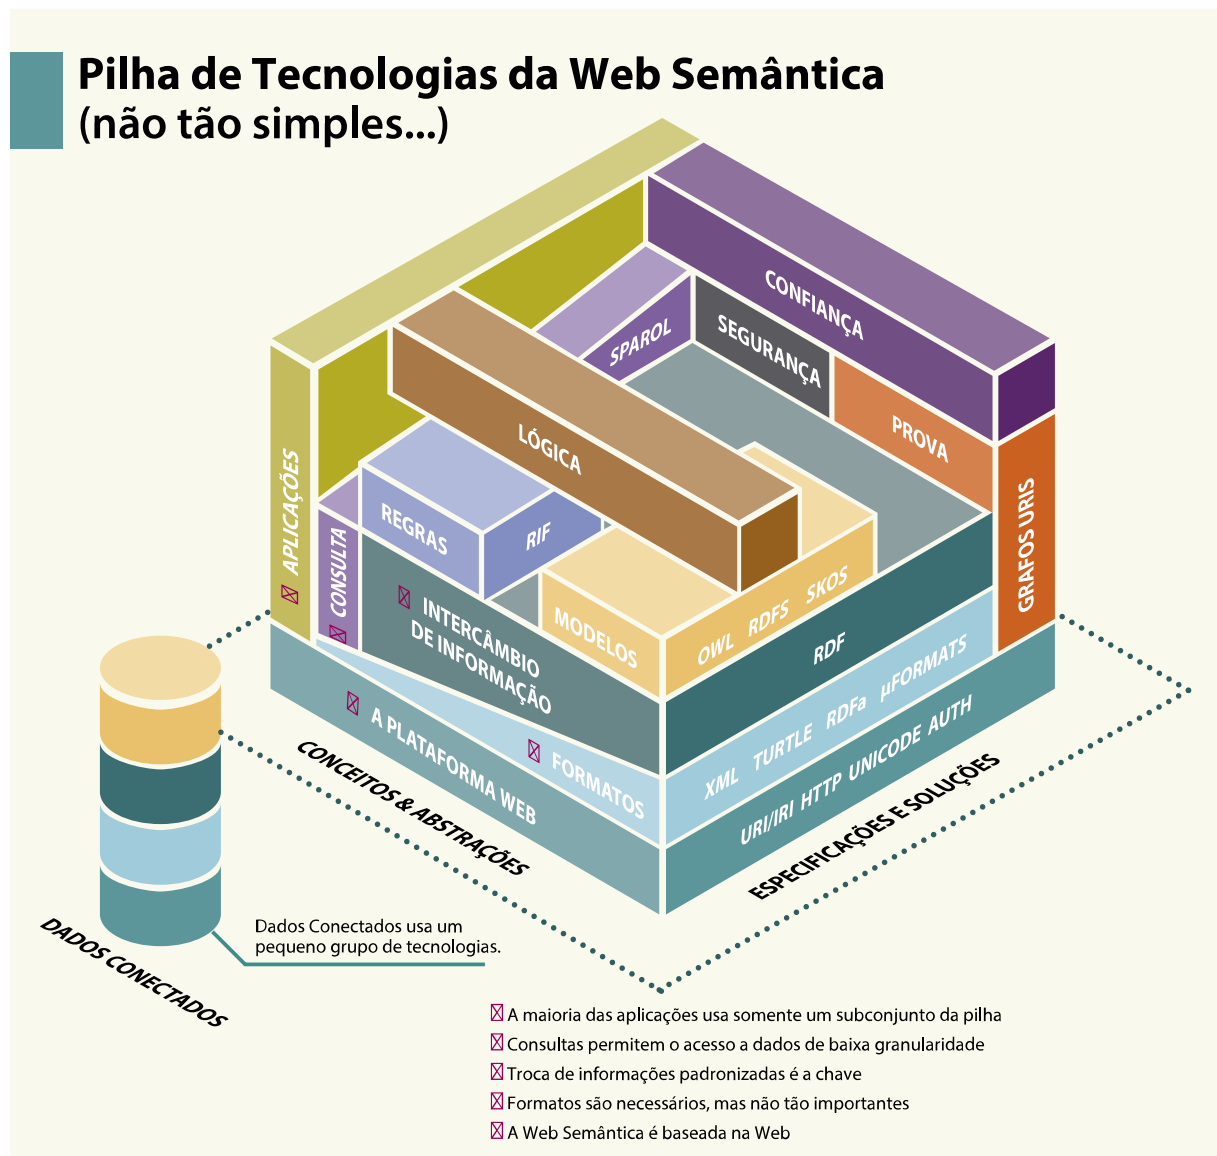 Pilha de Tecnologias da Web Semântica
(não tão simples...)
CONFIANÇA
SPAROL
SEGURANÇA
PROVA
LÓGICA
APLICAÇÕES
CONSULTA
REGRAS
RIF
INTERCÂMBIO
DE INFORMAÇÃO
MODELOS
OWL RDFS SKOS
RDF
GRAFOS URIS
A PLATAFORMA WEB
FORMATOS
XML TURTLE RDFa µFORMATS
URI/IRI HTTP UNICODE AUTH
CONCEITOS & ABSTRAÇÕES
ESPECIFICAÇÕES E SOLUÇÕES
DADOS CONECTADOS
Dados Conectados usa um
pequeno grupo de tecnologias.
A maioria das aplicações usa somente um subconjunto da pilha
Consultas permitem o acesso a dados de baixa granularidade
Troca de informações padronizadas é a chave
Formatos são necessários, mas não tão importantes
A Web Semântica é baseada na Web